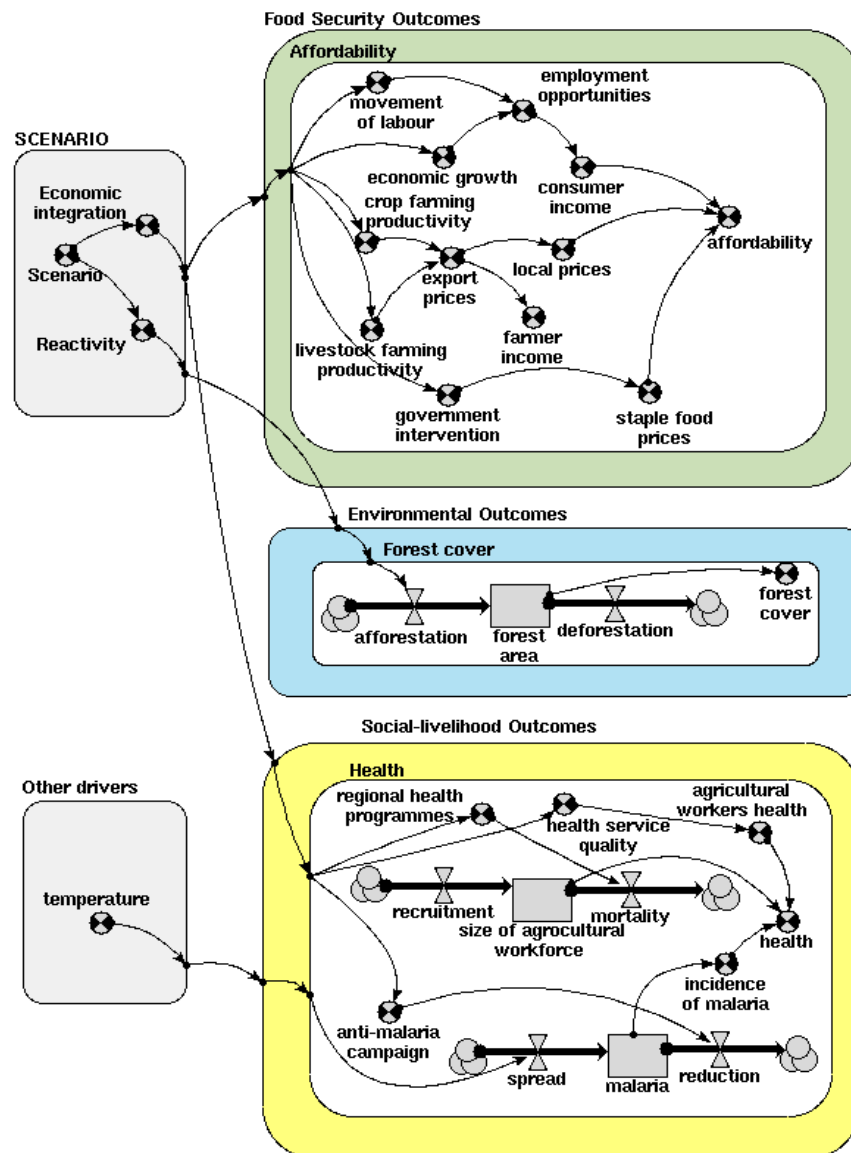 Food Security Outcomes
Affordability
movement
of labour
employment
opportunities
economic growth
consumer
income
crop farming
productivity
affordability
export
prices
local prices
farmer
income
livestock farming
productivity
government
intervention
staple food
prices
SCENARIO
Economic
integration
Scenario
Reactivity
Environmental Outcomes
Forest cover
afforestation
forest
area
deforestation
forest
cover
Social-livelihood Outcomes
Health
regional health
programmes
health service
quality
agricultural
workers health
recruitment
size of agrocultural
workforce
mortality
health
incidence
of malaria
anti-malaria
campaign
spread
malaria
reduction
Other drivers
temperature